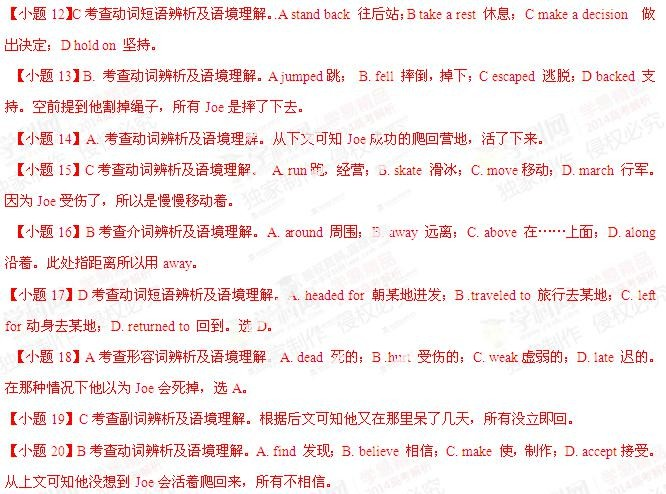 【小题 12】C 考查动词短语辨析及语境理解。.A stand back 往后站；B take a rest 休息；C make a decision 做
出决定；D hold on 坚持。
【小题 13】B. 考查动词辨析及语境理解。A jumped 跳； B. fell 摔倒，掉下；C escaped 逃脱；D backed 支
持。空前提到他割掉绳子，所有 Joe 是摔了下去。
【小题 14】A. 考查动词辨析及语境理解。从下文可知 Joe 成功的爬回营地，活了下来。
【小题 15】C 考查动词辨析及语境理解。 A. run 跑，经营；B. skate 滑冰；C. move 移动；D. march 行军。
因为 Joe 受伤了，所以是慢慢移动着。
【小题 16】B 考查介词辨析及语境理解。A. around 周围；B. away 远离；C. above 在……上面；D. along
沿着。此处指距离所以用 away。
【小题 17】D 考查动词短语辨析及语境理解。A. headed for 朝某地进发；B .traveled to 旅行去某地；C. left
for 动身去某地；D. returned to 回到。选 D。
【小题 18】A 考查形容词辨析及语境理解。A. dead 死的；B .hurt 受伤的；C. weak 虚弱的；D. late 迟的。
在那种情况下他以为 Joe 会死掉，选 A。
【小题 19】C 考查副词辨析及语境理解。根据后文可知他又在那里呆了几天，所有没立即回。
【小题 20】B 考查动词辨析及语境理解。A. find 发现；B. believe 相信；C. make 使，制作；D. accept 接受。
从上文可知他没想到 Joe 会活着爬回来，所有不相信。